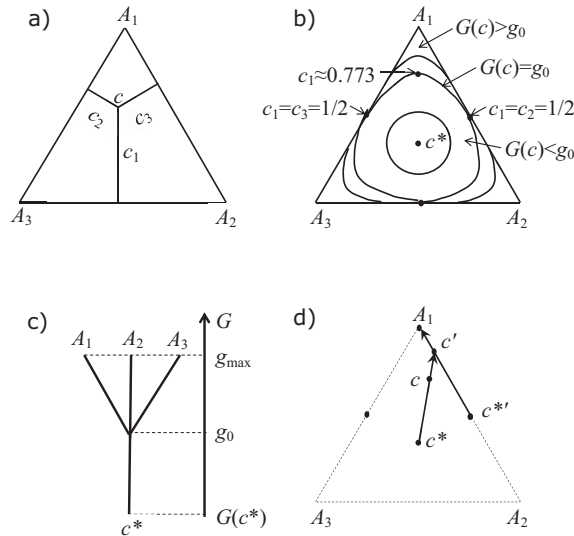 a)
A₁
c
c₂
c₃
c₁
A₃
A₂
b)
A₁
G(c)>g₀
c₁≈0.773
G(c)=g₀
c₁=c₃=1/2
c₁=c₂=1/2
c*
G(c)<g₀
A₃
A₂
c)
G
A₁ A₂ A₃
gmax
g₀
c*
G(c*)
d)
A₁
c′
c
c*′
c*
A₃
A₂